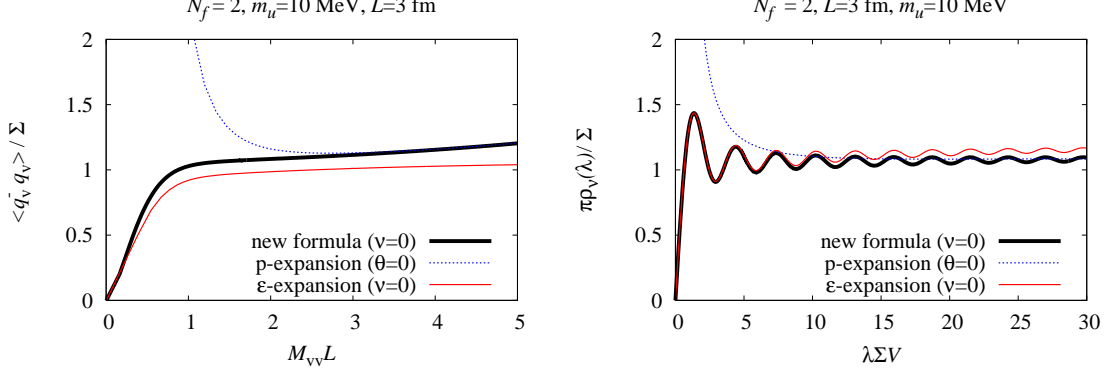 N_f = 2, m_u=10 MeV, L=3 fm
2
1.5
1
0.5
0
<q̄_v q_v> / Σ
new formula (ν=0)
p-expansion (θ=0)
ε-expansion (ν=0)
0 1 2 3 4 5
M_vv L
N_f = 2, L=3 fm, m_u=10 MeV
2
1.5
1
0.5
0
πρ_ν(λ)/ Σ
new formula (ν=0)
p-expansion (θ=0)
ε-expansion (ν=0)
0 5 10 15 20 25 30
λΣV